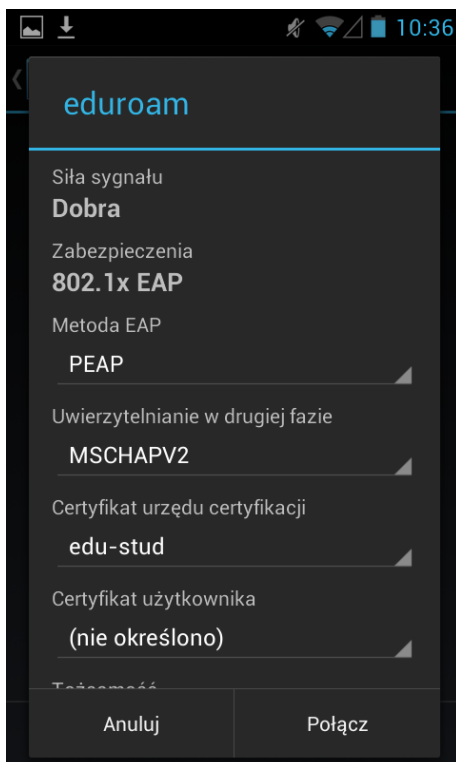 10:36
eduroam
Siła sygnału
Dobra
Zabezpieczenia
802.1x EAP
Metoda EAP
PEAP
Uwierzytelnianie w drugiej fazie
MSCHAPV2
Certyfikat urzędu certyfikacji
edu-stud
Certyfikat użytkownika
(nie określono)
Tożsamość
Anuluj Połącz